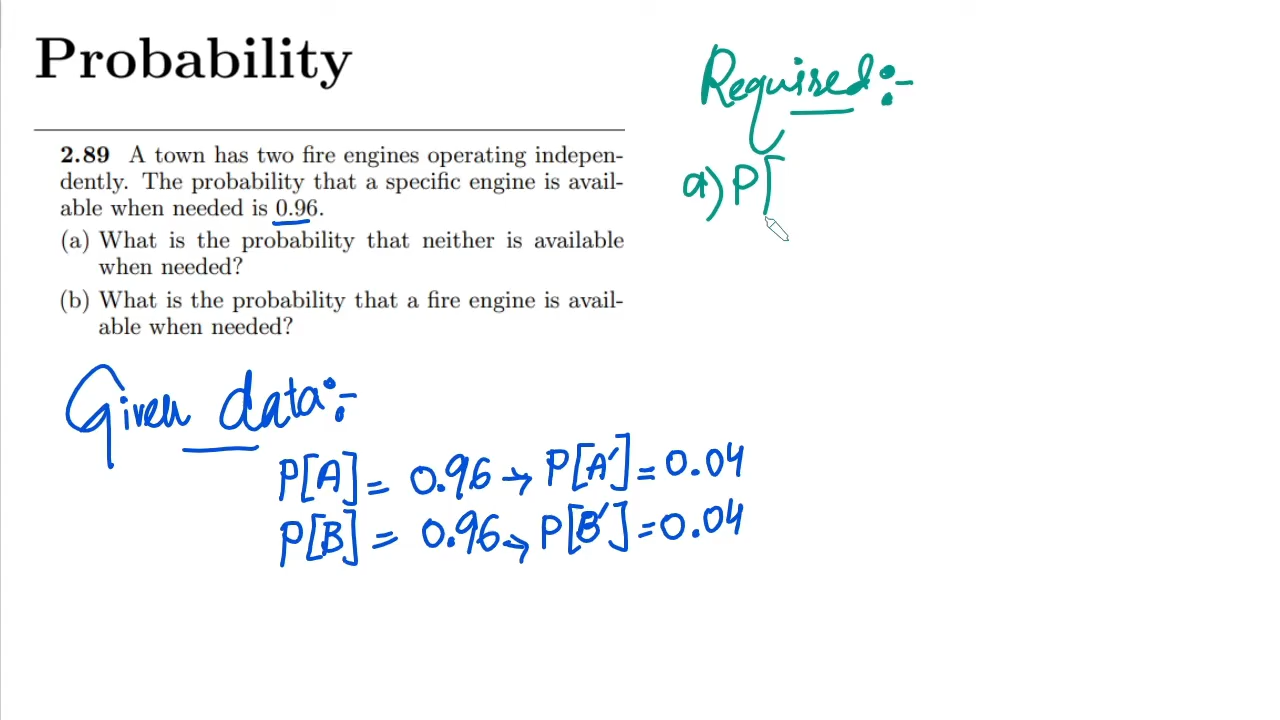 Probability
2.89 A town has two fire engines operating indepen-
dently. The probability that a specific engine is avail-
able when needed is 0.96.
(a) What is the probability that neither is available
when needed?
(b) What is the probability that a fire engine is avail-
able when needed?
Required:-
a) P[
Given data:-
P[A] = 0.96 → P[A'] = 0.04
P[B] = 0.96 → P[B'] = 0.04